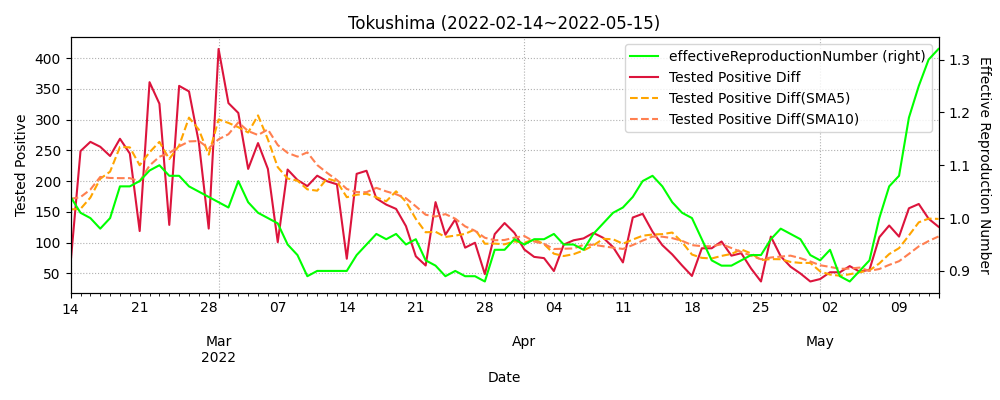 Tokushima (2022-02-14~2022-05-15)
effectiveReproductionNumber (right)
Tested Positive Diff
Tested Positive Diff(SMA5)
Tested Positive Diff(SMA10)
Tested Positive
400
350
300
250
200
150
100
50
1.3
1.2
1.1
1.0
0.9
Effective Reproduction Number
14 21 28 07 14 21 28 04 11 18 25 02 09
Mar Apr May
2022
Date